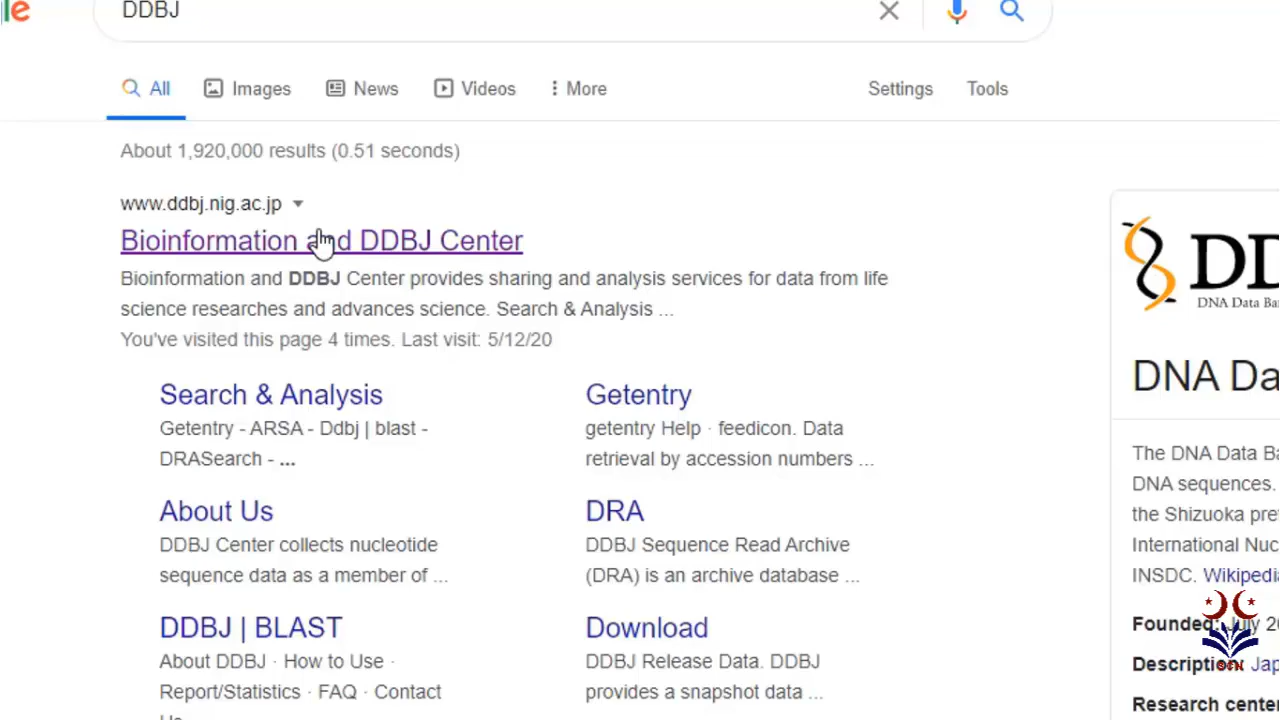 le
DDBJ
All
Images
News
Videos
More
Settings
Tools
About 1,920,000 results (0.51 seconds)
www.ddbj.nig.ac.jp
Bioinformation and DDBJ Center
Bioinformation and DDBJ Center provides sharing and analysis services for data from life
science researches and advances science. Search & Analysis ...
You've visited this page 4 times. Last visit: 5/12/20
Search & Analysis
Getentry - ARSA - Ddbj | blast -
DRASearch - ...
Getentry
getentry Help · feedicon. Data
retrieval by accession numbers ...
About Us
DDBJ Center collects nucleotide
sequence data as a member of ...
DRA
DDBJ Sequence Read Archive
(DRA) is an archive database ...
DDBJ | BLAST
About DDBJ · How to Use ·
Report/Statistics · FAQ · Contact
Download
DDBJ Release Data. DDBJ
provides a snapshot data ...
DD
DNA Data Ba
DNA Da
The DNA Data Ba
DNA sequences.
the Shizuoka pre
International Nuc
INSDC. Wikipedi
Founded: July 2
Description: Jap
Research center